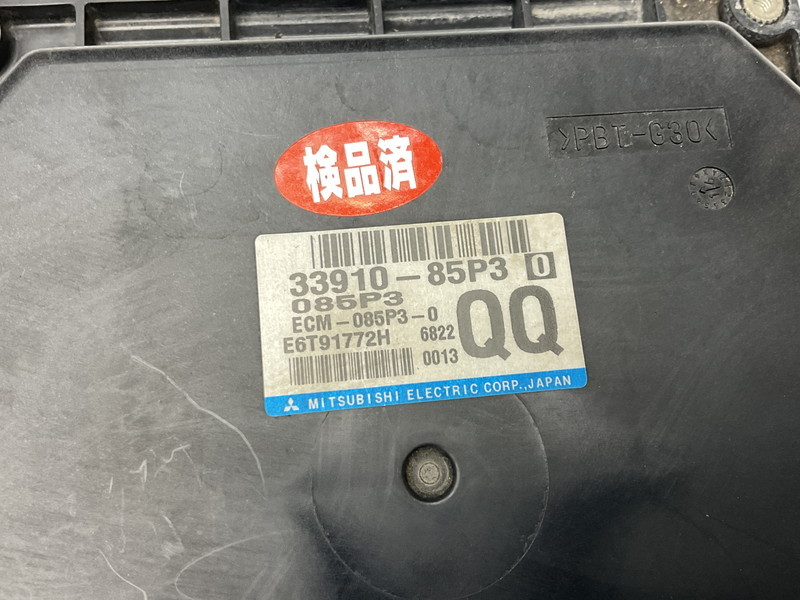 >PBT-G30<
検品済
33910-85P3 0
085P3
ECM-085P3-0
E6T91772H 6822
0013
QQ
MITSUBISHI ELECTRIC CORP., JAPAN